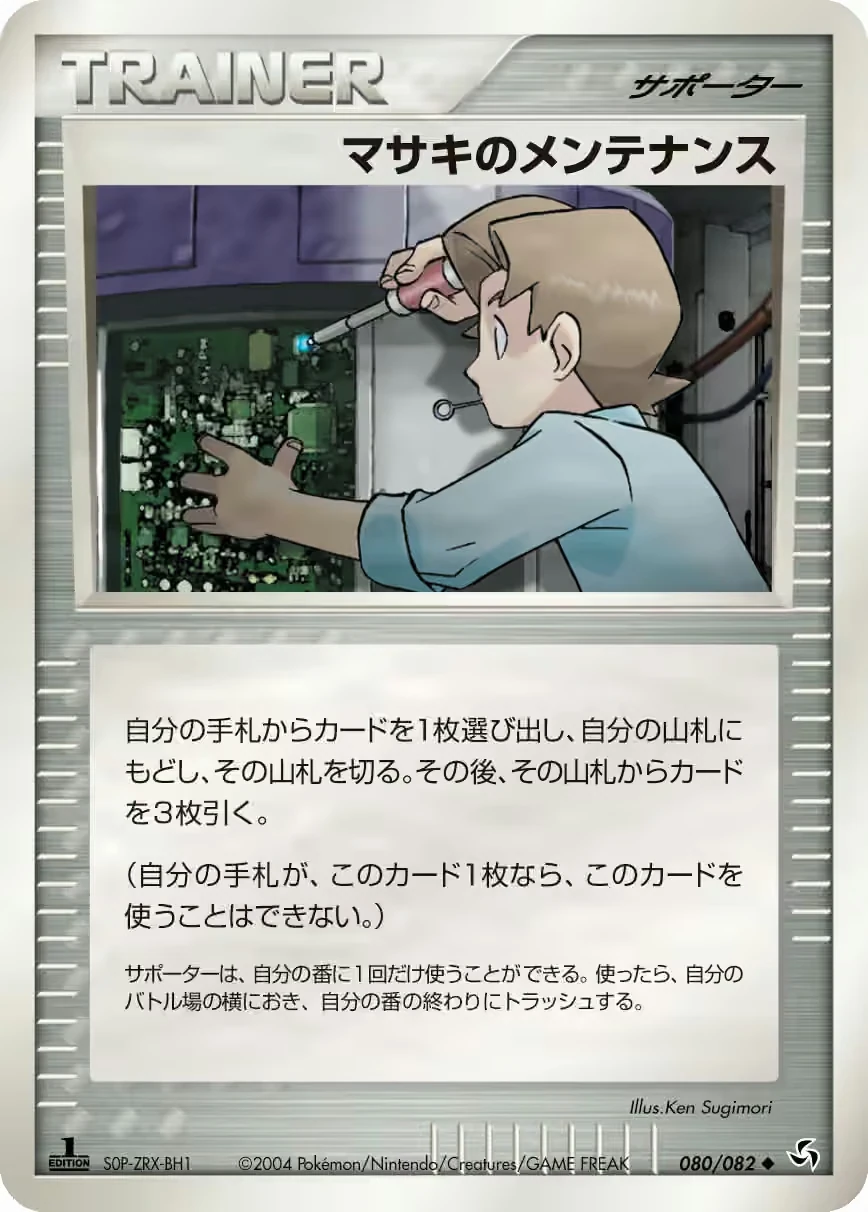 TRAINER
サポーター
マサキのメンテナンス
自分の手札からカードを1枚選び出し、自分の山札に
もどし、その山札を切る。その後、その山札からカード
を3枚引く。
(自分の手札が、このカード1枚なら、このカードを
使うことはできない。)
サポーターは、自分の番に1回だけ使うことができる。使ったら、自分の
バトル場の横におき、自分の番の終わりにトラッシュする。
Illus.Ken Sugimori
1 EDITION S0P-ZRX-BH1 ©2004 Pokémon/Nintendo/Creatures/GAME FREAK 080/082 ◆